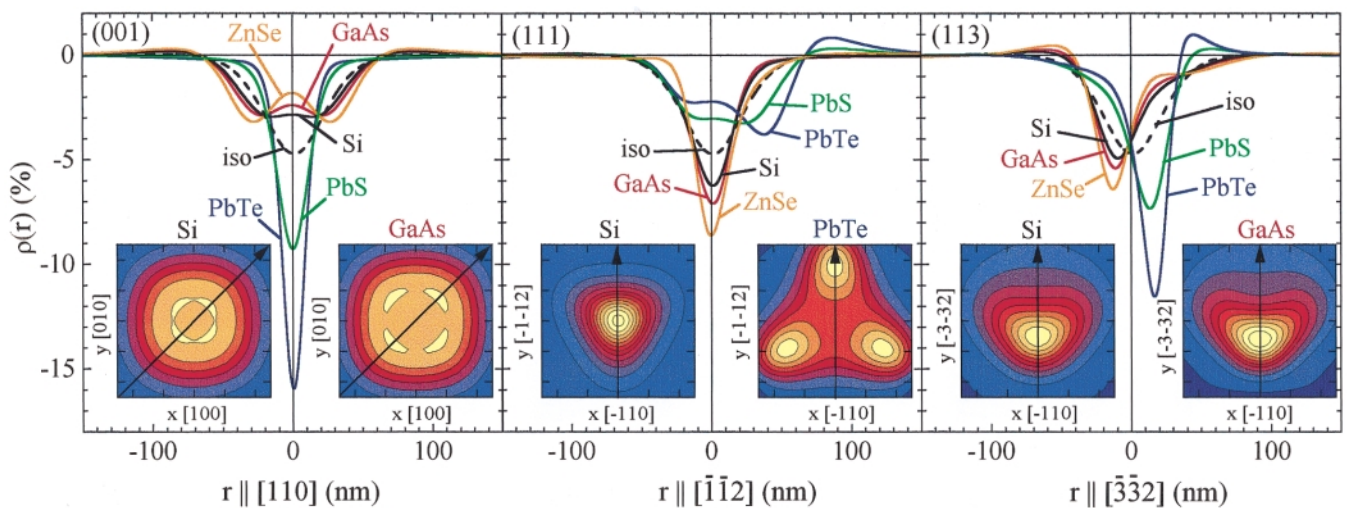 (001)
ZnSe
GaAs
Si
iso
PbS
PbTe
Si
GaAs
y [010]
x [100]
y [010]
x [100]
(111)
PbS
PbTe
iso
Si
GaAs
ZnSe
Si
PbTe
y [-1-12]
x [-110]
y [-1-12]
x [-110]
(113)
iso
Si
GaAs
ZnSe
PbS
PbTe
Si
GaAs
y [-3-32]
x [-110]
y [-3-32]
x [-110]
ρ(r) (%)
0
-5
-10
-15
-100 0 100 -100 0 100 -100 0 100
r || [110] (nm) r || [1̄1̄2] (nm) r || [3̄3̄2] (nm)